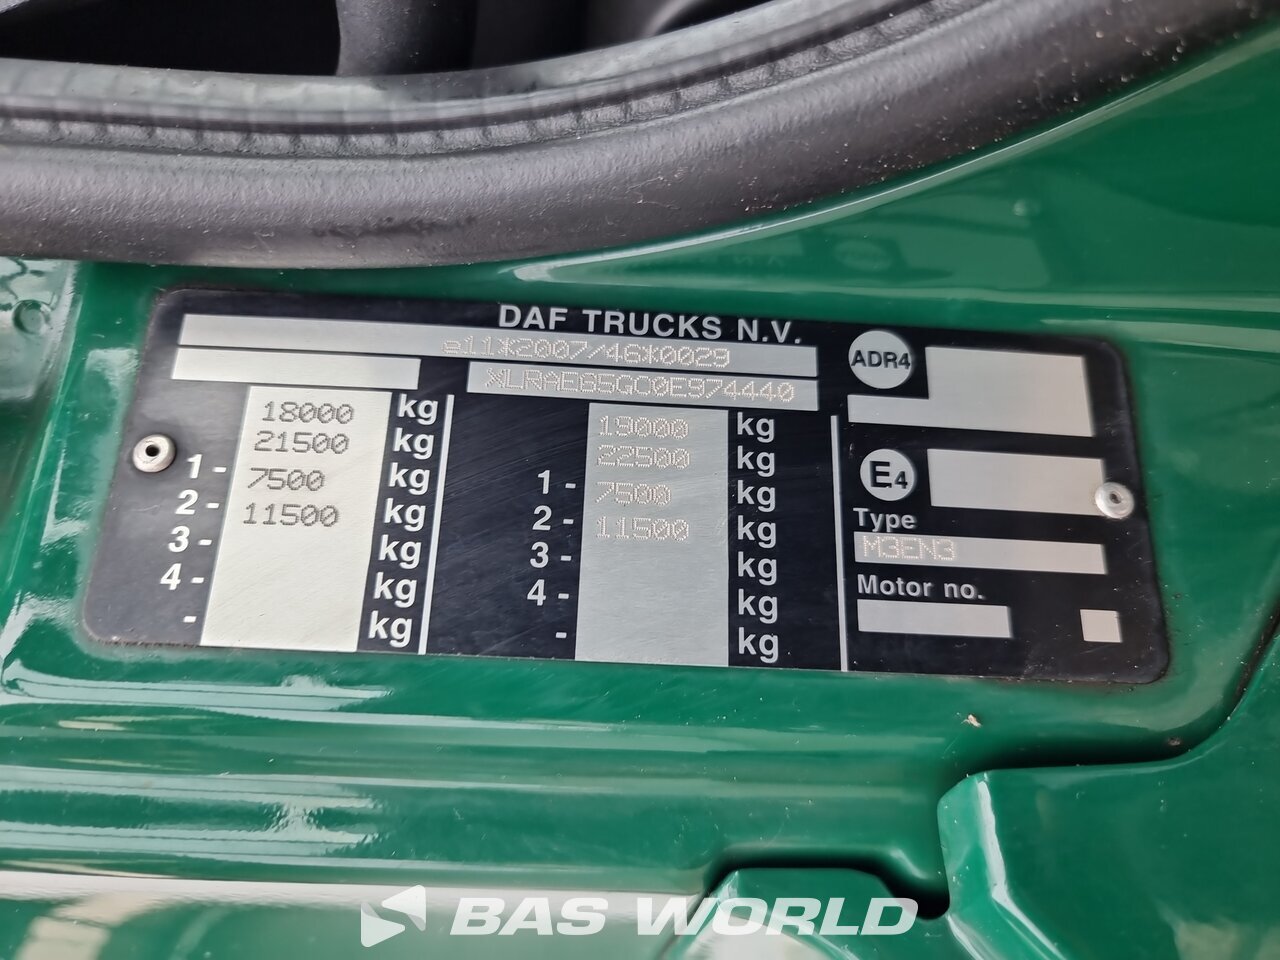 DAF TRUCKS N.V.
e11*2007/46*0029
XLRAE85GC0E974440
18000 kg
21500 kg
1 - 7500 kg
2 - 11500 kg
3 - kg
4 - kg
- kg
19000 kg
22500 kg
1 - 7500 kg
2 - 11500 kg
3 - kg
4 - kg
- kg
ADR4
E4
Type
M3EN3
Motor no.
BAS WORLD